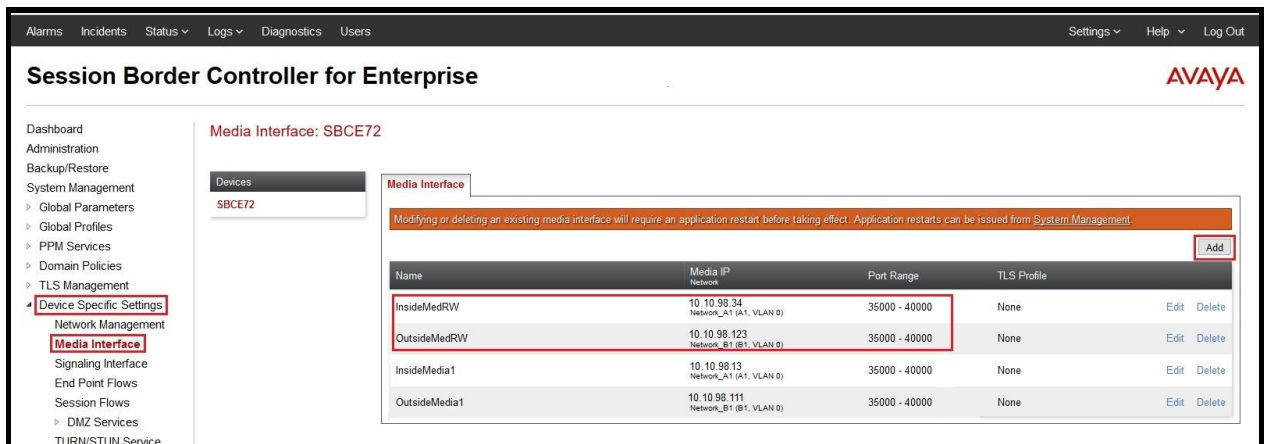 Alarms Incidents Status Logs Diagnostics Users Settings Help Log Out
Session Border Controller for Enterprise
AVAYA
Dashboard
Administration
Backup/Restore
System Management
Global Parameters
Global Profiles
PPM Services
Domain Policies
TLS Management
Device Specific Settings
Network Management
Media Interface
Signaling Interface
End Point Flows
Session Flows
DMZ Services
TURN/STUN Service
Media Interface: SBCE72
Devices
SBCE72
Media Interface
Modifying or deleting an existing media interface will require an application restart before taking effect. Application restarts can be issued from System Management.
Add
Name Media IP Port Range TLS Profile
Network
InsideMedRW 10.10.98.34 35000 - 40000 None Edit Delete
Network_A1 (A1, VLAN 0)
OutsideMedRW 10.10.98.123 35000 - 40000 None Edit Delete
Network_B1 (B1, VLAN 0)
InsideMedia1 10.10.98.13 35000 - 40000 None Edit Delete
Network_A1 (A1, VLAN 0)
OutsideMedia1 10.10.98.111 35000 - 40000 None Edit Delete
Network_B1 (B1, VLAN 0)